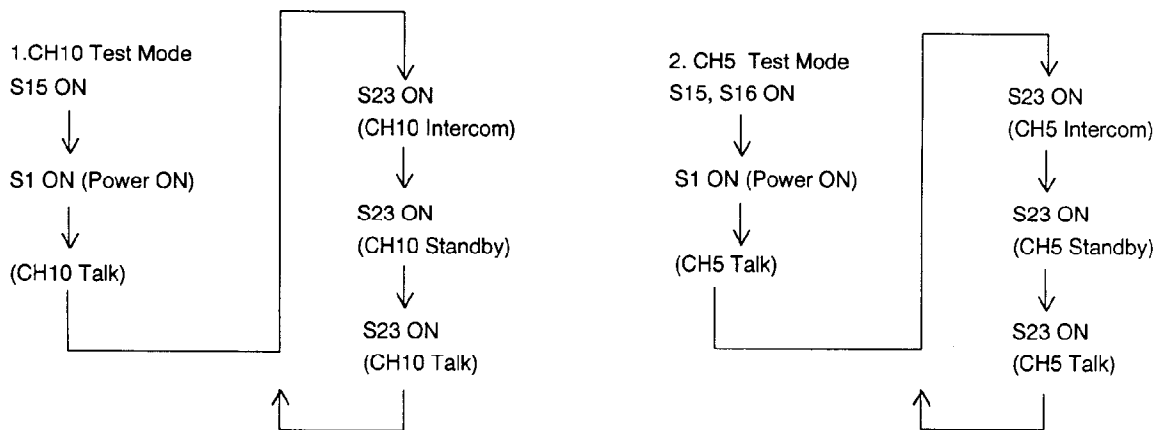 1.CH10 Test Mode
S15 ON
S1 ON (Power ON)
(CH10 Talk)
S23 ON
(CH10 Intercom)
S23 ON
(CH10 Standby)
S23 ON
(CH10 Talk)
2. CH5 Test Mode
S15, S16 ON
S1 ON (Power ON)
(CH5 Talk)
S23 ON
(CH5 Intercom)
S23 ON
(CH5 Standby)
S23 ON
(CH5 Talk)